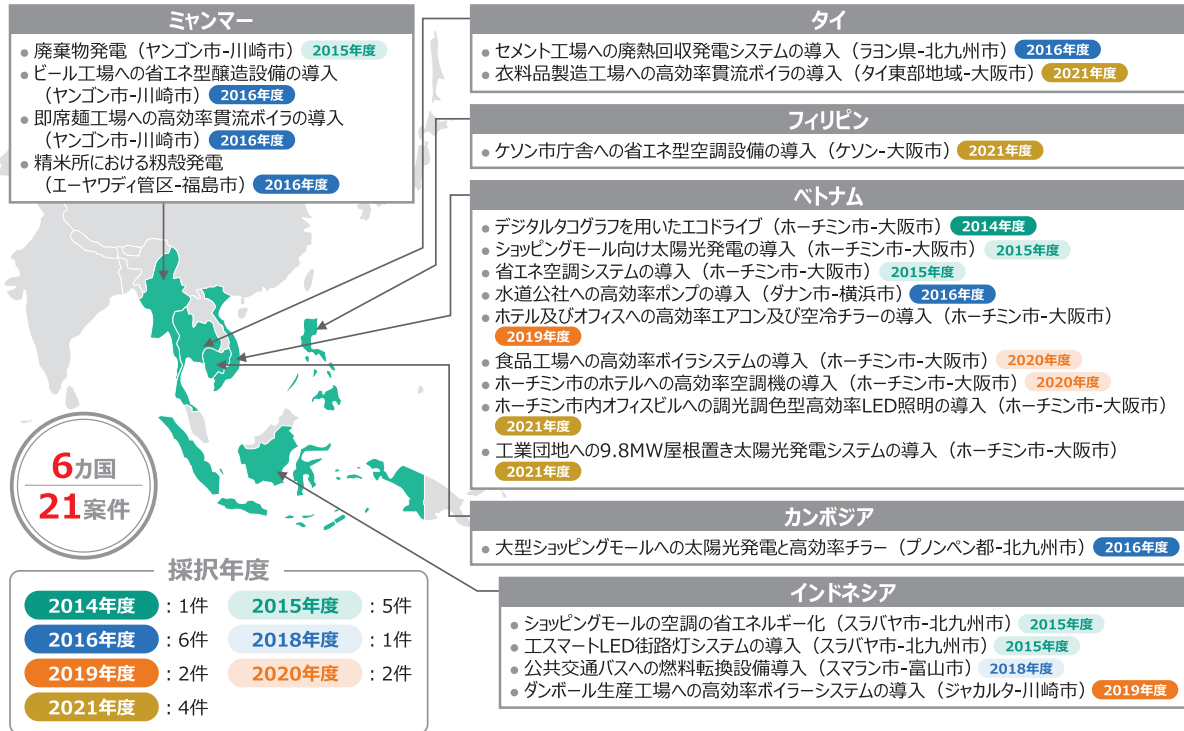 ミャンマー
● 廃棄物発電（ヤンゴン市-川崎市） 2015年度
● ビール工場への省エネ型醸造設備の導入
（ヤンゴン市-川崎市） 2016年度
● 即席麺工場への高効率貫流ボイラの導入
（ヤンゴン市-川崎市） 2016年度
● 精米所における籾殻発電
（エーヤワディ管区-福島市） 2016年度
タイ
● セメント工場への廃熱回収発電システムの導入（ラヨン県-北九州市） 2016年度
● 衣料品製造工場への高効率貫流ボイラの導入（タイ東部地域-大阪市） 2021年度
フィリピン
● ケソン市庁舎への省エネ型空調設備の導入（ケソン-大阪市） 2021年度
ベトナム
● デジタルタコグラフを用いたエコドライブ（ホーチミン市-大阪市） 2014年度
● ショッピングモール向け太陽光発電の導入（ホーチミン市-大阪市） 2015年度
● 省エネ空調システムの導入（ホーチミン市-大阪市） 2015年度
● 水道公社への高効率ポンプの導入（ダナン市-横浜市） 2016年度
● ホテル及びオフィスへの高効率エアコン及び空冷チラーの導入（ホーチミン市-大阪市）
2019年度
● 食品工場への高効率ボイラシステムの導入（ホーチミン市-大阪市） 2020年度
● ホーチミン市のホテルへの高効率空調機の導入（ホーチミン市-大阪市） 2020年度
● ホーチミン市内オフィスビルへの調光調色型高効率LED照明の導入（ホーチミン市-大阪市）
2021年度
● 工業団地への9.8MW屋根置き太陽光発電システムの導入（ホーチミン市-大阪市）
2021年度
カンボジア
● 大型ショッピングモールへの太陽光発電と高効率チラー（プノンペン都-北九州市） 2016年度
インドネシア
● ショッピングモールの空調の省エネルギー化（スラバヤ市-北九州市） 2015年度
● エスマートLED街路灯システムの導入（スラバヤ市-北九州市） 2015年度
● 公共交通バスへの燃料転換設備導入（スマラン市-富山市） 2018年度
● ダンボール生産工場への高効率ボイラーシステムの導入（ジャカルタ-川崎市） 2019年度
6カ国
21案件
採択年度
2014年度 : 1件 2015年度 : 5件
2016年度 : 6件 2018年度 : 1件
2019年度 : 2件 2020年度 : 2件
2021年度 : 4件